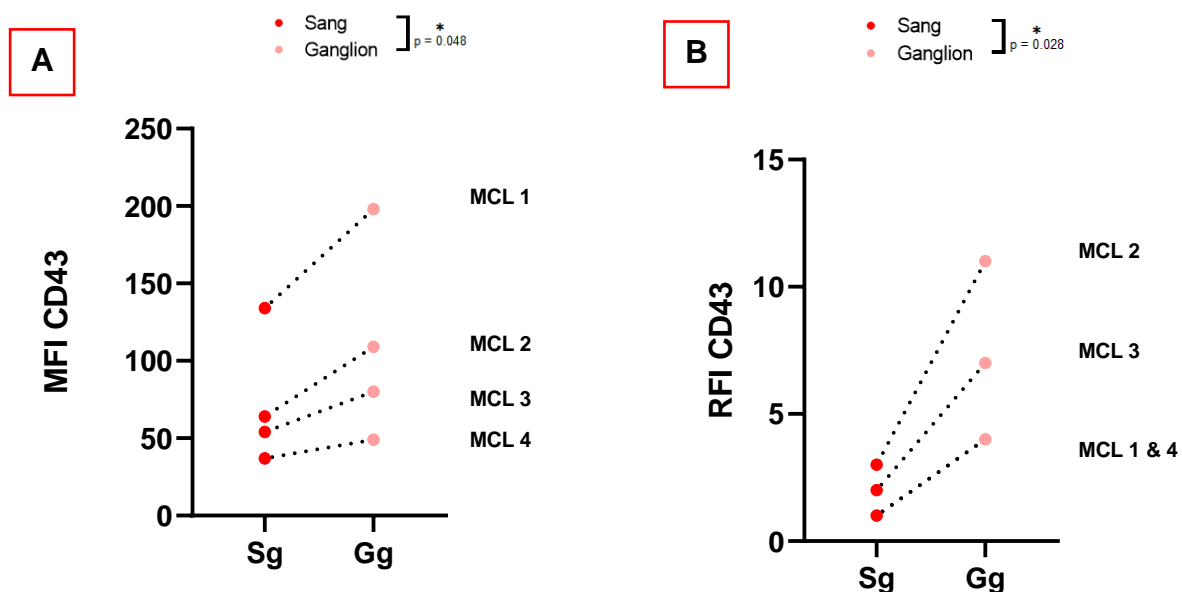 A
Sang
Ganglion
*
p = 0.048
250
200
150
100
50
0
MFI CD43
MCL 1
MCL 2
MCL 3
MCL 4
Sg Gg
B
Sang
Ganglion
*
p = 0.028
15
10
5
0
RFI CD43
MCL 2
MCL 3
MCL 1 & 4
Sg Gg